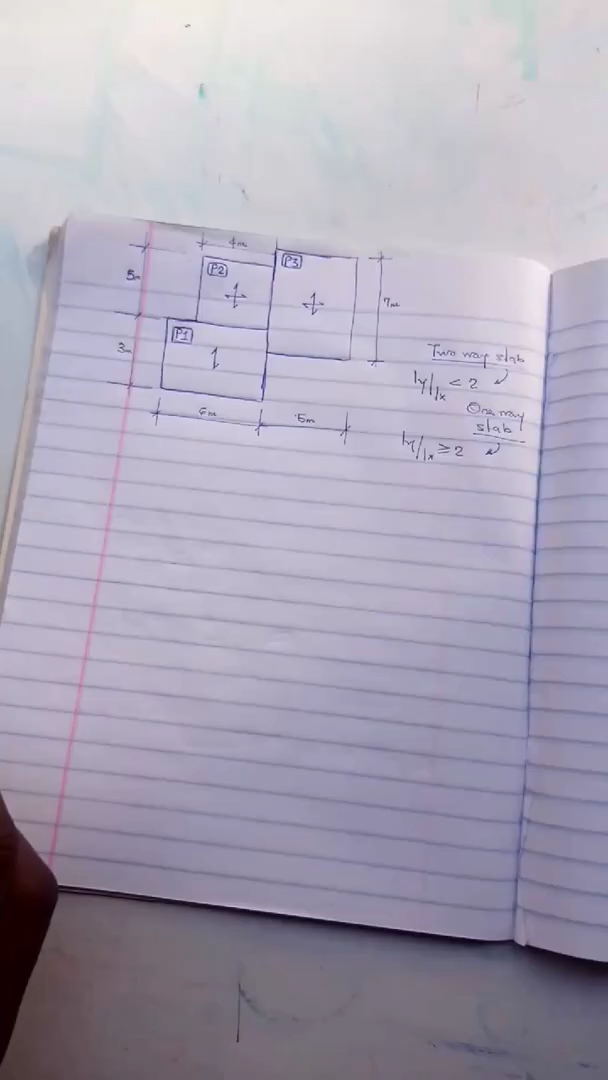 4m
P2
P3
5m
7m
P1
3m
Two way slab
ly/lx < 2
One way
slab
ly/lx ≥ 2
6m
5m